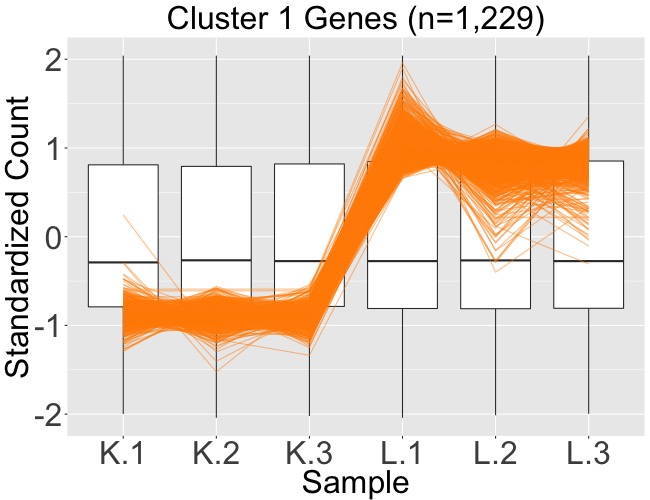 Cluster 1 Genes (n=1,229)
Standardized Count
2
1
0
-1
-2
K.1 K.2 K.3 L.1 L.2 L.3
Sample